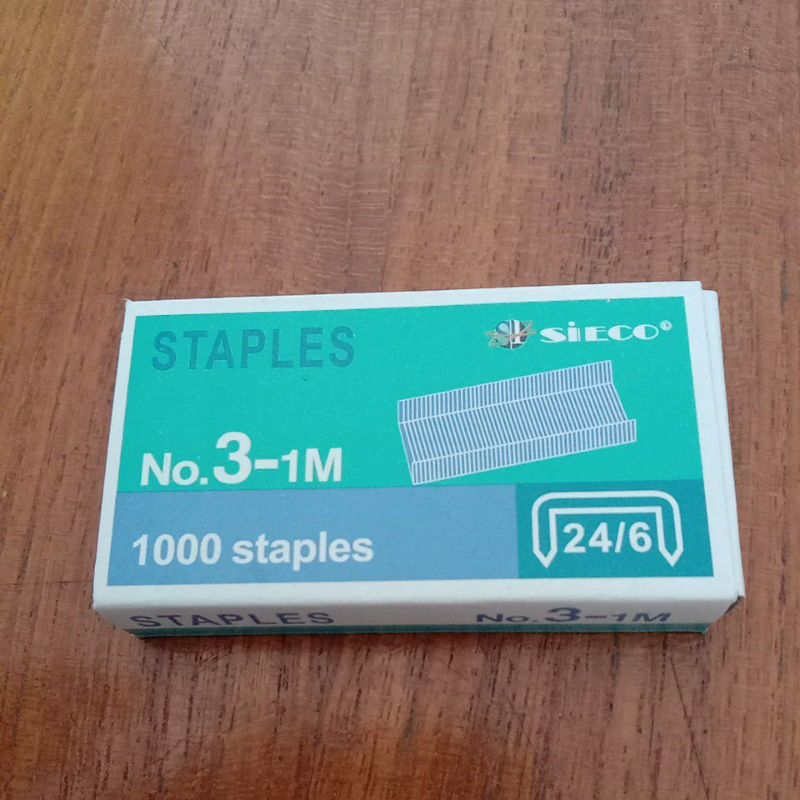 STAPLES
SiECO®
No.3-1M
1000 staples
24/6
STAPLES No.3-1M